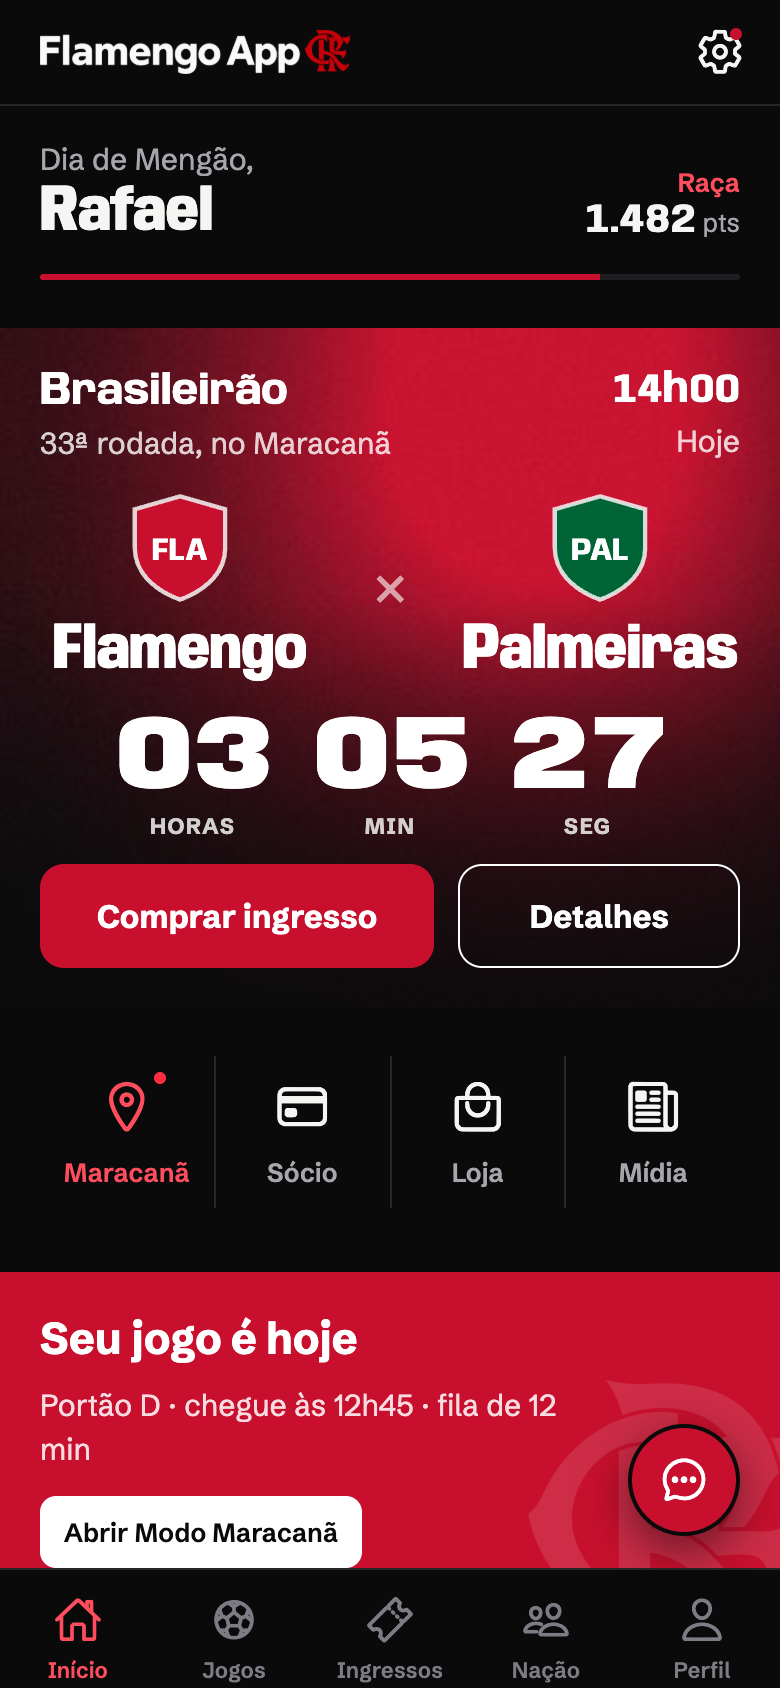 Flamengo App
Dia de Mengão,
Rafael
Raça
1.482 pts
Brasileirão
14h00
33ª rodada, no Maracanã
Hoje
FLA
PAL
×
Flamengo
Palmeiras
03 05 27
HORAS MIN SEG
Comprar ingresso
Detalhes
Maracanã
Sócio
Loja
Mídia
Seu jogo é hoje
Portão D · chegue às 12h45 · fila de 12
min
Abrir Modo Maracanã
Início
Jogos
Ingressos
Nação
Perfil